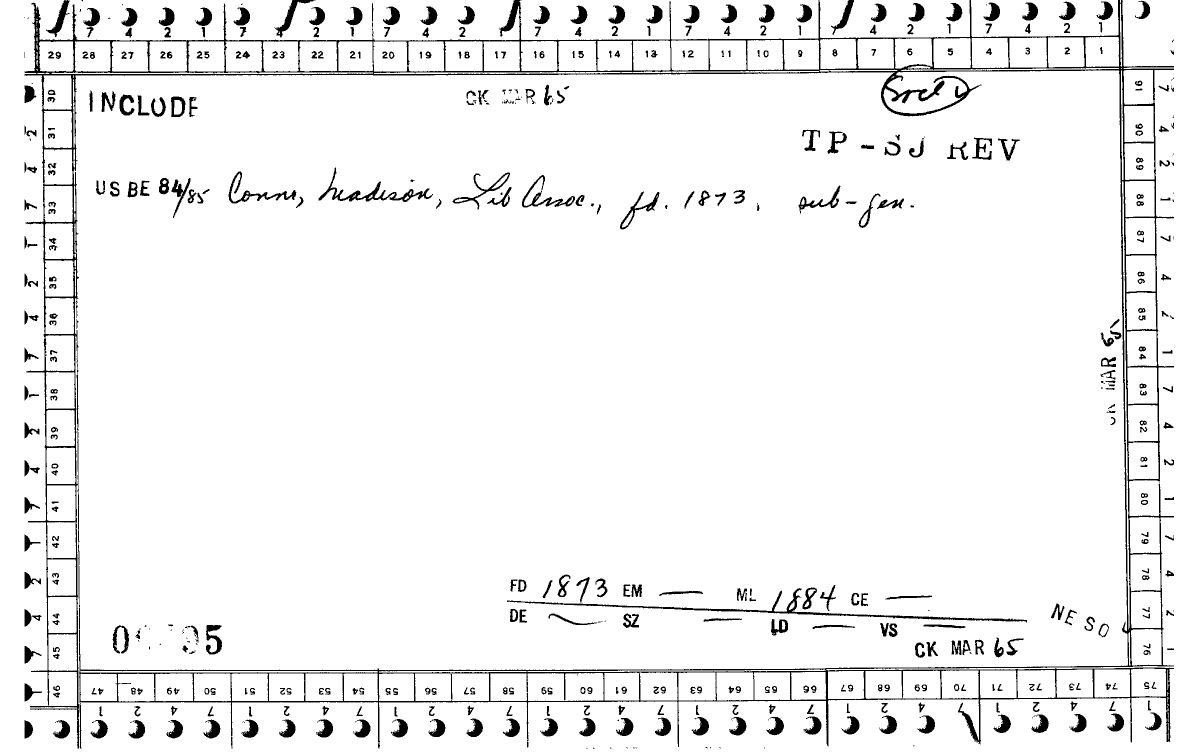 7 4 2 1 7 4 2 1 7 4 2 1 7 4 2 1 7 4 2 1 7 4 2 1 7 4 2 1
29 28 27 26 25 24 23 22 21 20 19 18 17 16 15 14 13 12 11 10 9 8 7 6 5 4 3 2 1
INCLUDE
CK MAR 65
TP-SJ REV
US BE 84/85 Conn, Madison, Lib Assoc., fd. 1873, sub-gen.
30
31
32
33
34
35
36
37
38
39
40
41
42
43
44
45
46
91
90
89
88
87
86
85
84
83
82
81
80
79
78
77
76
CK MAR 65
FD 1873 EM — ML 1884 CE —
DE ~ SZ — LD — VS —
NESO
CK MAR 65
95
47 48 49 50 51 52 53 54 55 56 57 58 59 60 61 62 63 64 65 66 67 68 69 70 71 72 73 74 75
1 2 4 7 1 2 4 7 1 2 4 7 1 2 4 7 1 2 4 7 1 2 4 7 1 2 4 7 1